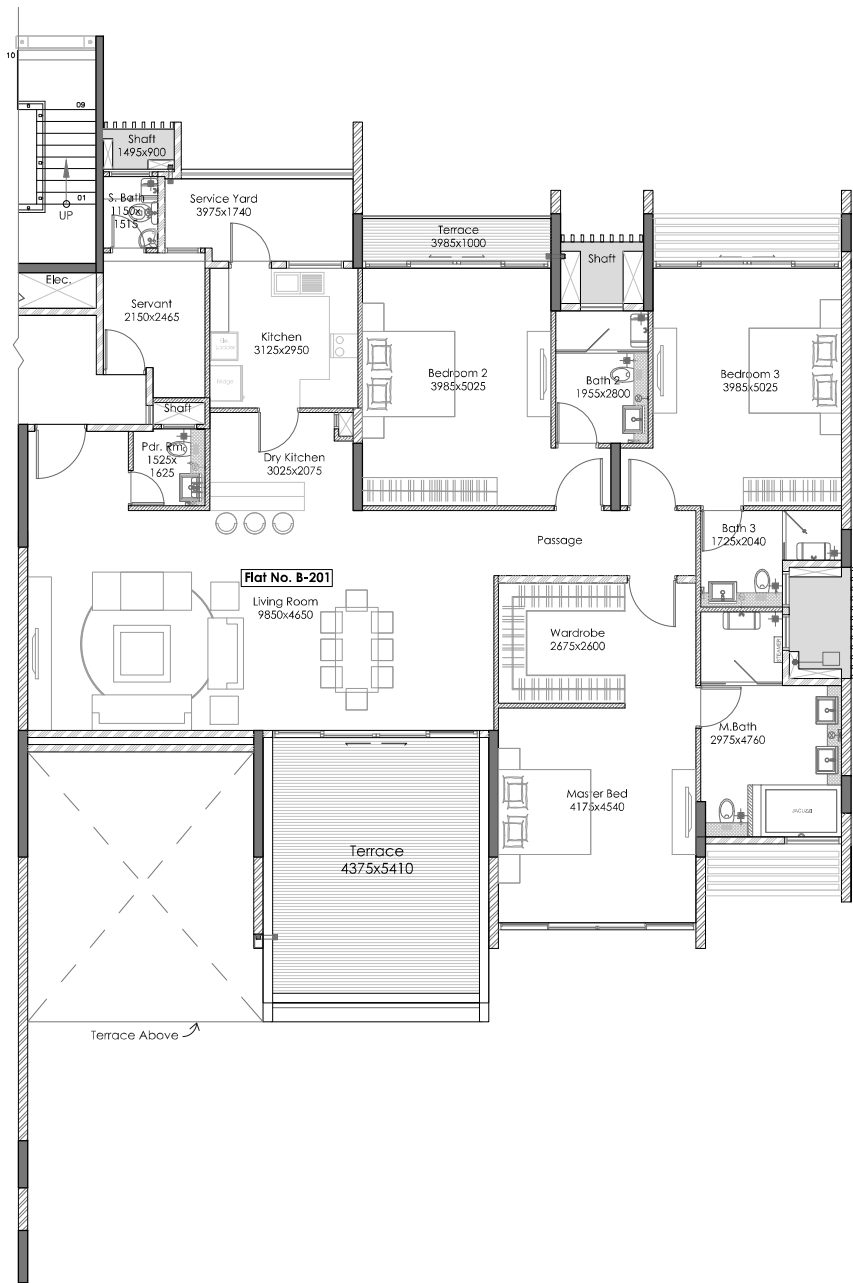 10
09
Shaft
1495x900
01
UP
S. Bath
1150x
1515
Service Yard
3975x1740
Terrace
3985x1000
Shaft
Elec.
Servant
2150x2465
Kitchen
3125x2950
fridge
Bedroom 2
3985x5025
Bath 2
1955x2800
Bedroom 3
3985x5025
Shaft
Pdr. Rm.
1525x
1625
Dry Kitchen
3025x2075
Passage
Bath 3
1725x2040
Flat No. B-201
Living Room
9850x4650
Wardrobe
2675x2600
STEAMER
M.Bath
2975x4760
Master Bed
4175x4540
JACUZZI
Terrace
4375x5410
Terrace Above